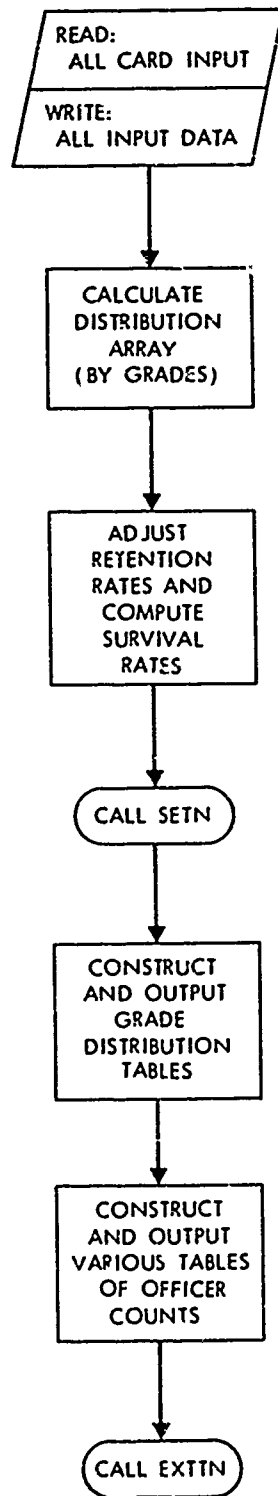 READ:
ALL CARD INPUT
WRITE:
ALL INPUT DATA
CALCULATE
DISTRIBUTION
ARRAY
(BY GRADES)
ADJUST
RETENTION
RATES AND
COMPUTE
SURVIVAL
RATES
CALL SETN
CONSTRUCT
AND OUTPUT
GRADE
DISTRIBUTION
TABLES
CONSTRUCT
AND OUTPUT
VARIOUS TABLES
OF OFFICER
COUNTS
CALL EXTTN